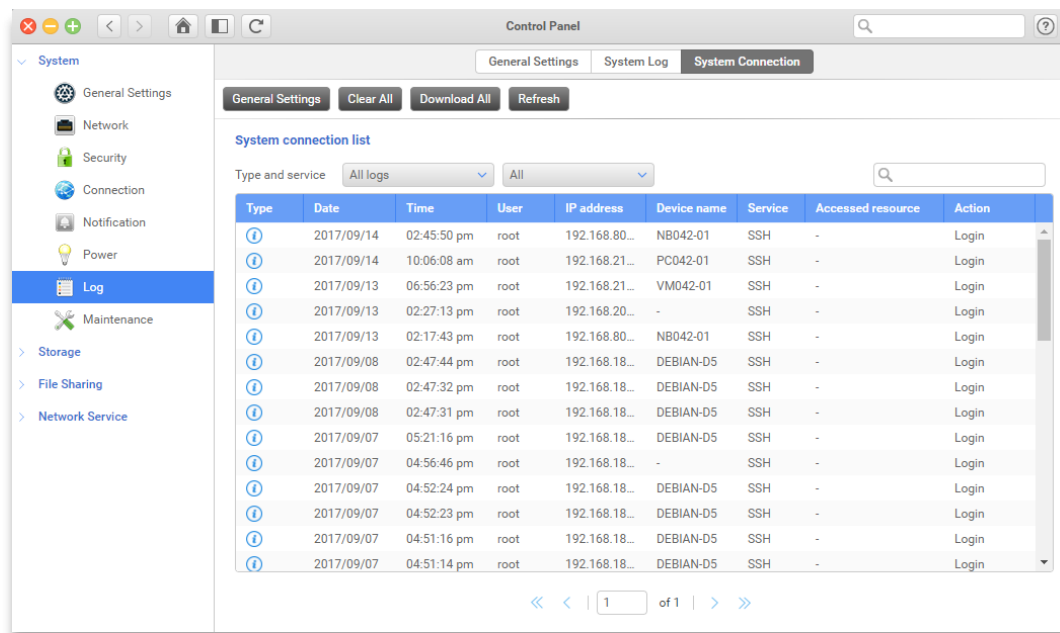 Control Panel
System
General Settings
Network
Security
Connection
Notification
Power
Log
Maintenance
Storage
File Sharing
Network Service
General Settings System Log System Connection
General Settings Clear All Download All Refresh
System connection list
Type and service All logs All
Type Date Time User IP address Device name Service Accessed resource Action
2017/09/14 02:45:50 pm root 192.168.80... NB042-01 SSH - Login
2017/09/14 10:06:08 am root 192.168.21... PC042-01 SSH - Login
2017/09/13 06:56:23 pm root 192.168.21... VM042-01 SSH - Login
2017/09/13 02:27:13 pm root 192.168.20... - SSH - Login
2017/09/13 02:17:43 pm root 192.168.80... NB042-01 SSH - Login
2017/09/08 02:47:44 pm root 192.168.18... DEBIAN-D5 SSH - Login
2017/09/08 02:47:32 pm root 192.168.18... DEBIAN-D5 SSH - Login
2017/09/08 02:47:31 pm root 192.168.18... DEBIAN-D5 SSH - Login
2017/09/07 05:21:16 pm root 192.168.18... DEBIAN-D5 SSH - Login
2017/09/07 04:56:46 pm root 192.168.18... - SSH - Login
2017/09/07 04:52:24 pm root 192.168.18... DEBIAN-D5 SSH - Login
2017/09/07 04:52:23 pm root 192.168.18... DEBIAN-D5 SSH - Login
2017/09/07 04:51:16 pm root 192.168.18... DEBIAN-D5 SSH - Login
2017/09/07 04:51:14 pm root 192.168.18... DEBIAN-D5 SSH - Login
1 of 1